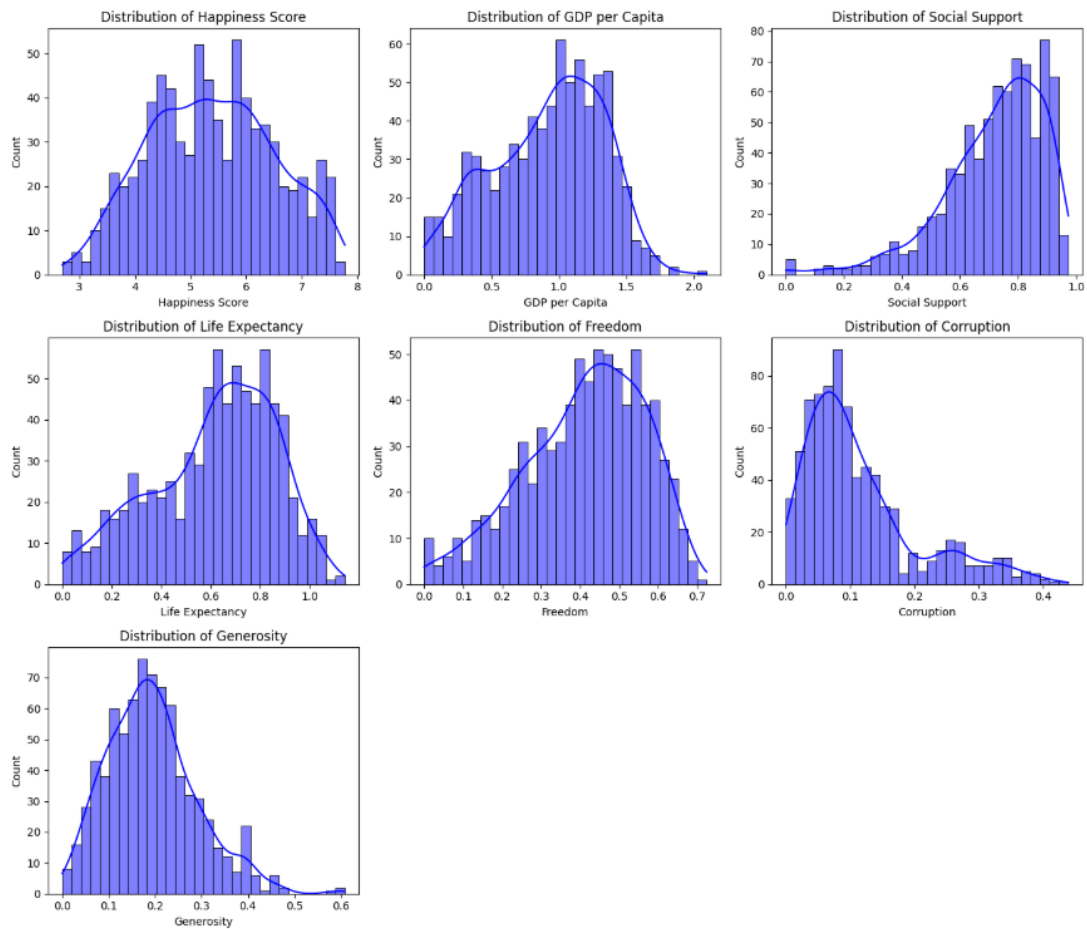 Distribution of Happiness Score
Count
50
40
30
20
10
0
3 4 5 6 7 8
Happiness Score
Distribution of GDP per Capita
Count
60
50
40
30
20
10
0
0.0 0.5 1.0 1.5 2.0
GDP per Capita
Distribution of Social Support
Count
80
70
60
50
40
30
20
10
0
0.0 0.2 0.4 0.6 0.8 1.0
Social Support
Distribution of Life Expectancy
Count
50
40
30
20
10
0
0.0 0.2 0.4 0.6 0.8 1.0
Life Expectancy
Distribution of Freedom
Count
50
40
30
20
10
0
0.0 0.1 0.2 0.3 0.4 0.5 0.6 0.7
Freedom
Distribution of Corruption
Count
80
60
40
20
0
0.0 0.1 0.2 0.3 0.4
Corruption
Distribution of Generosity
Count
70
60
50
40
30
20
10
0
0.0 0.1 0.2 0.3 0.4 0.5 0.6
Generosity